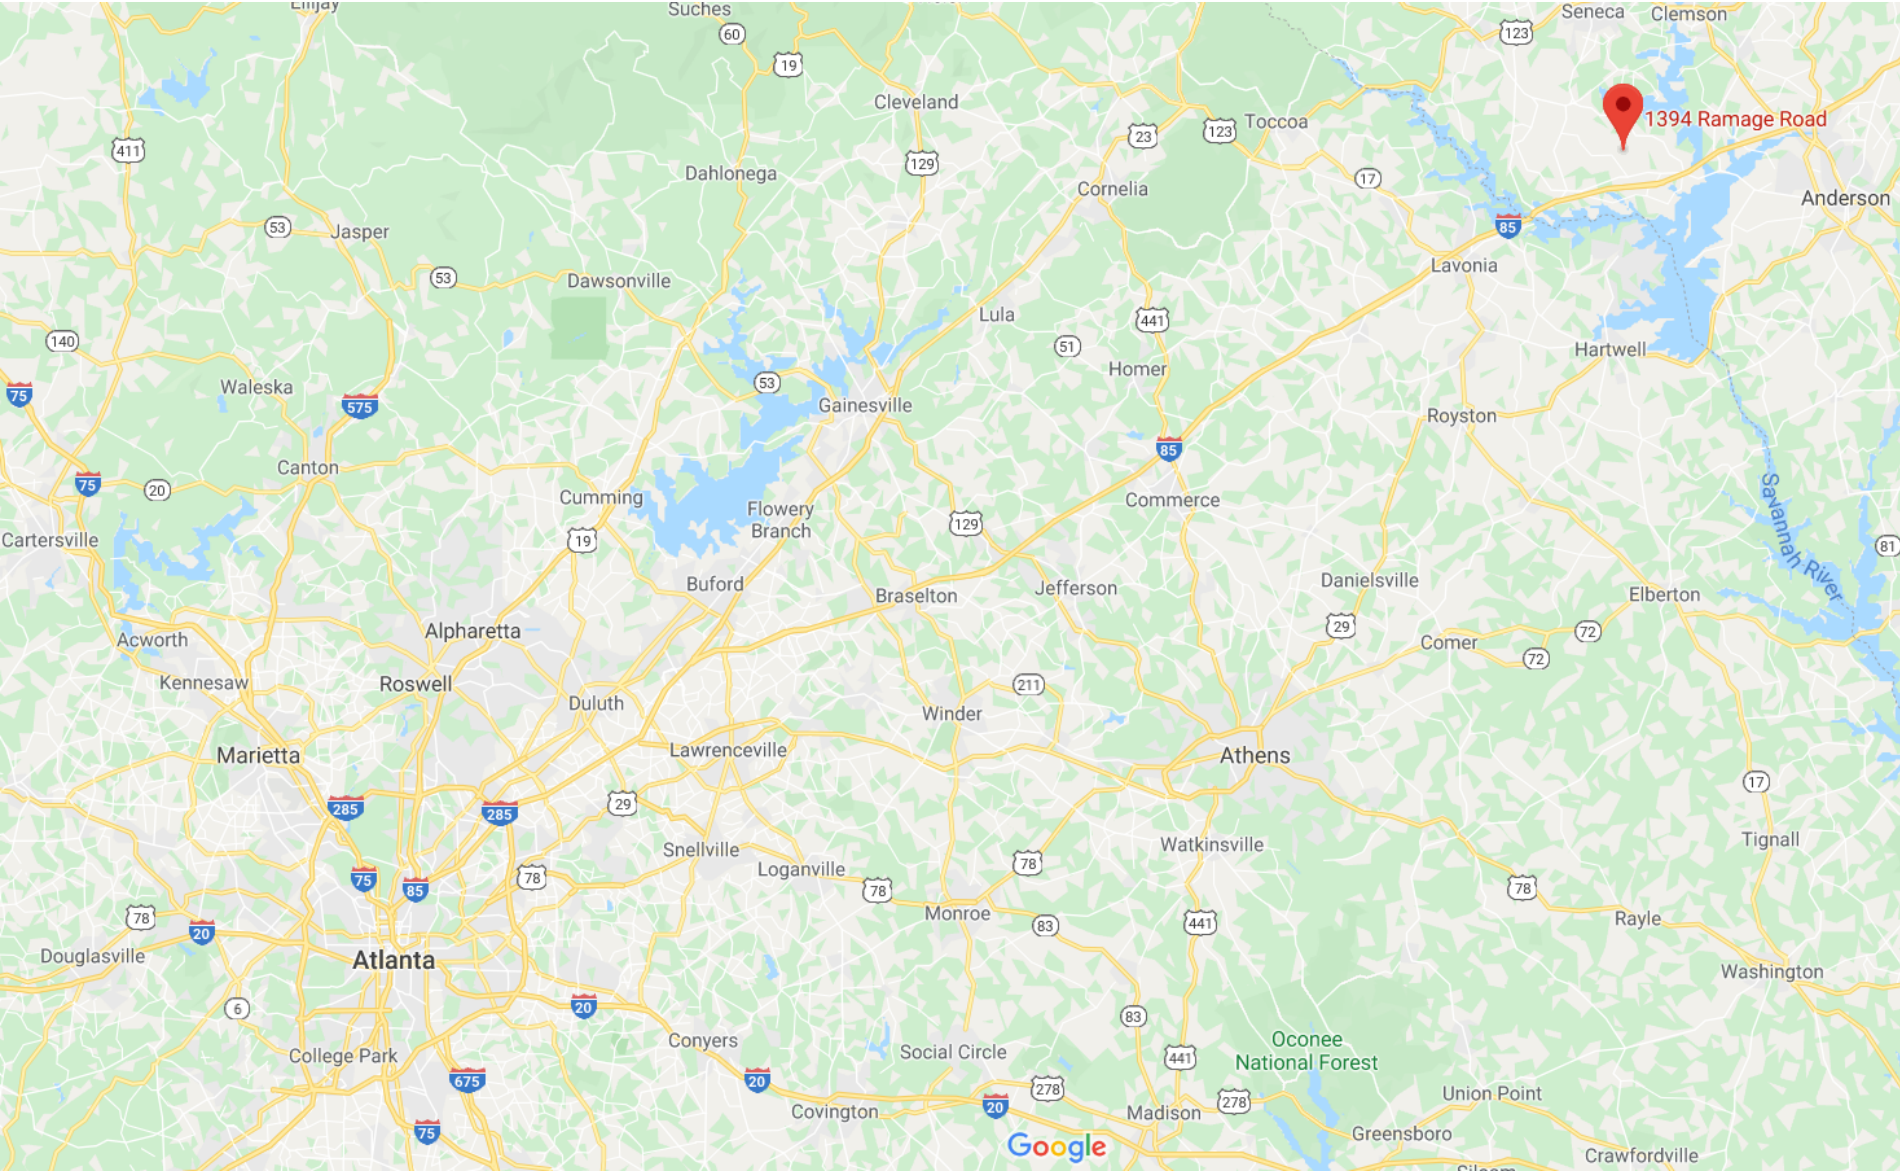 Ellijay
Suches
Seneca
Clemson
60
123
19
Cleveland
1394 Ramage Road
Toccoa
123
23
411
129
Dahlonega
17
Cornelia
Anderson
53
Jasper
85
Lavonia
53
Dawsonville
Lula
441
140
51
Hartwell
Homer
53
Waleska
75
575
Gainesville
Royston
85
Canton
75
20
Cumming
Commerce
Flowery
Branch
129
Savannah River
19
Cartersville
81
Buford
Danielsville
Jefferson
Braselton
Elberton
Alpharetta
29
72
Acworth
Comer
72
Kennesaw
Roswell
211
Duluth
Winder
Marietta
Lawrenceville
Athens
17
285
29
285
Tignall
Watkinsville
Snellville
78
Loganville
75
78
85
78
78
Monroe
78
Rayle
83
441
20
Douglasville
Atlanta
Washington
6
20
83
Conyers
Oconee
National Forest
Social Circle
College Park
441
675
20
278
Union Point
278
20
Covington
Madison
75
Greensboro
Google
Crawfordville